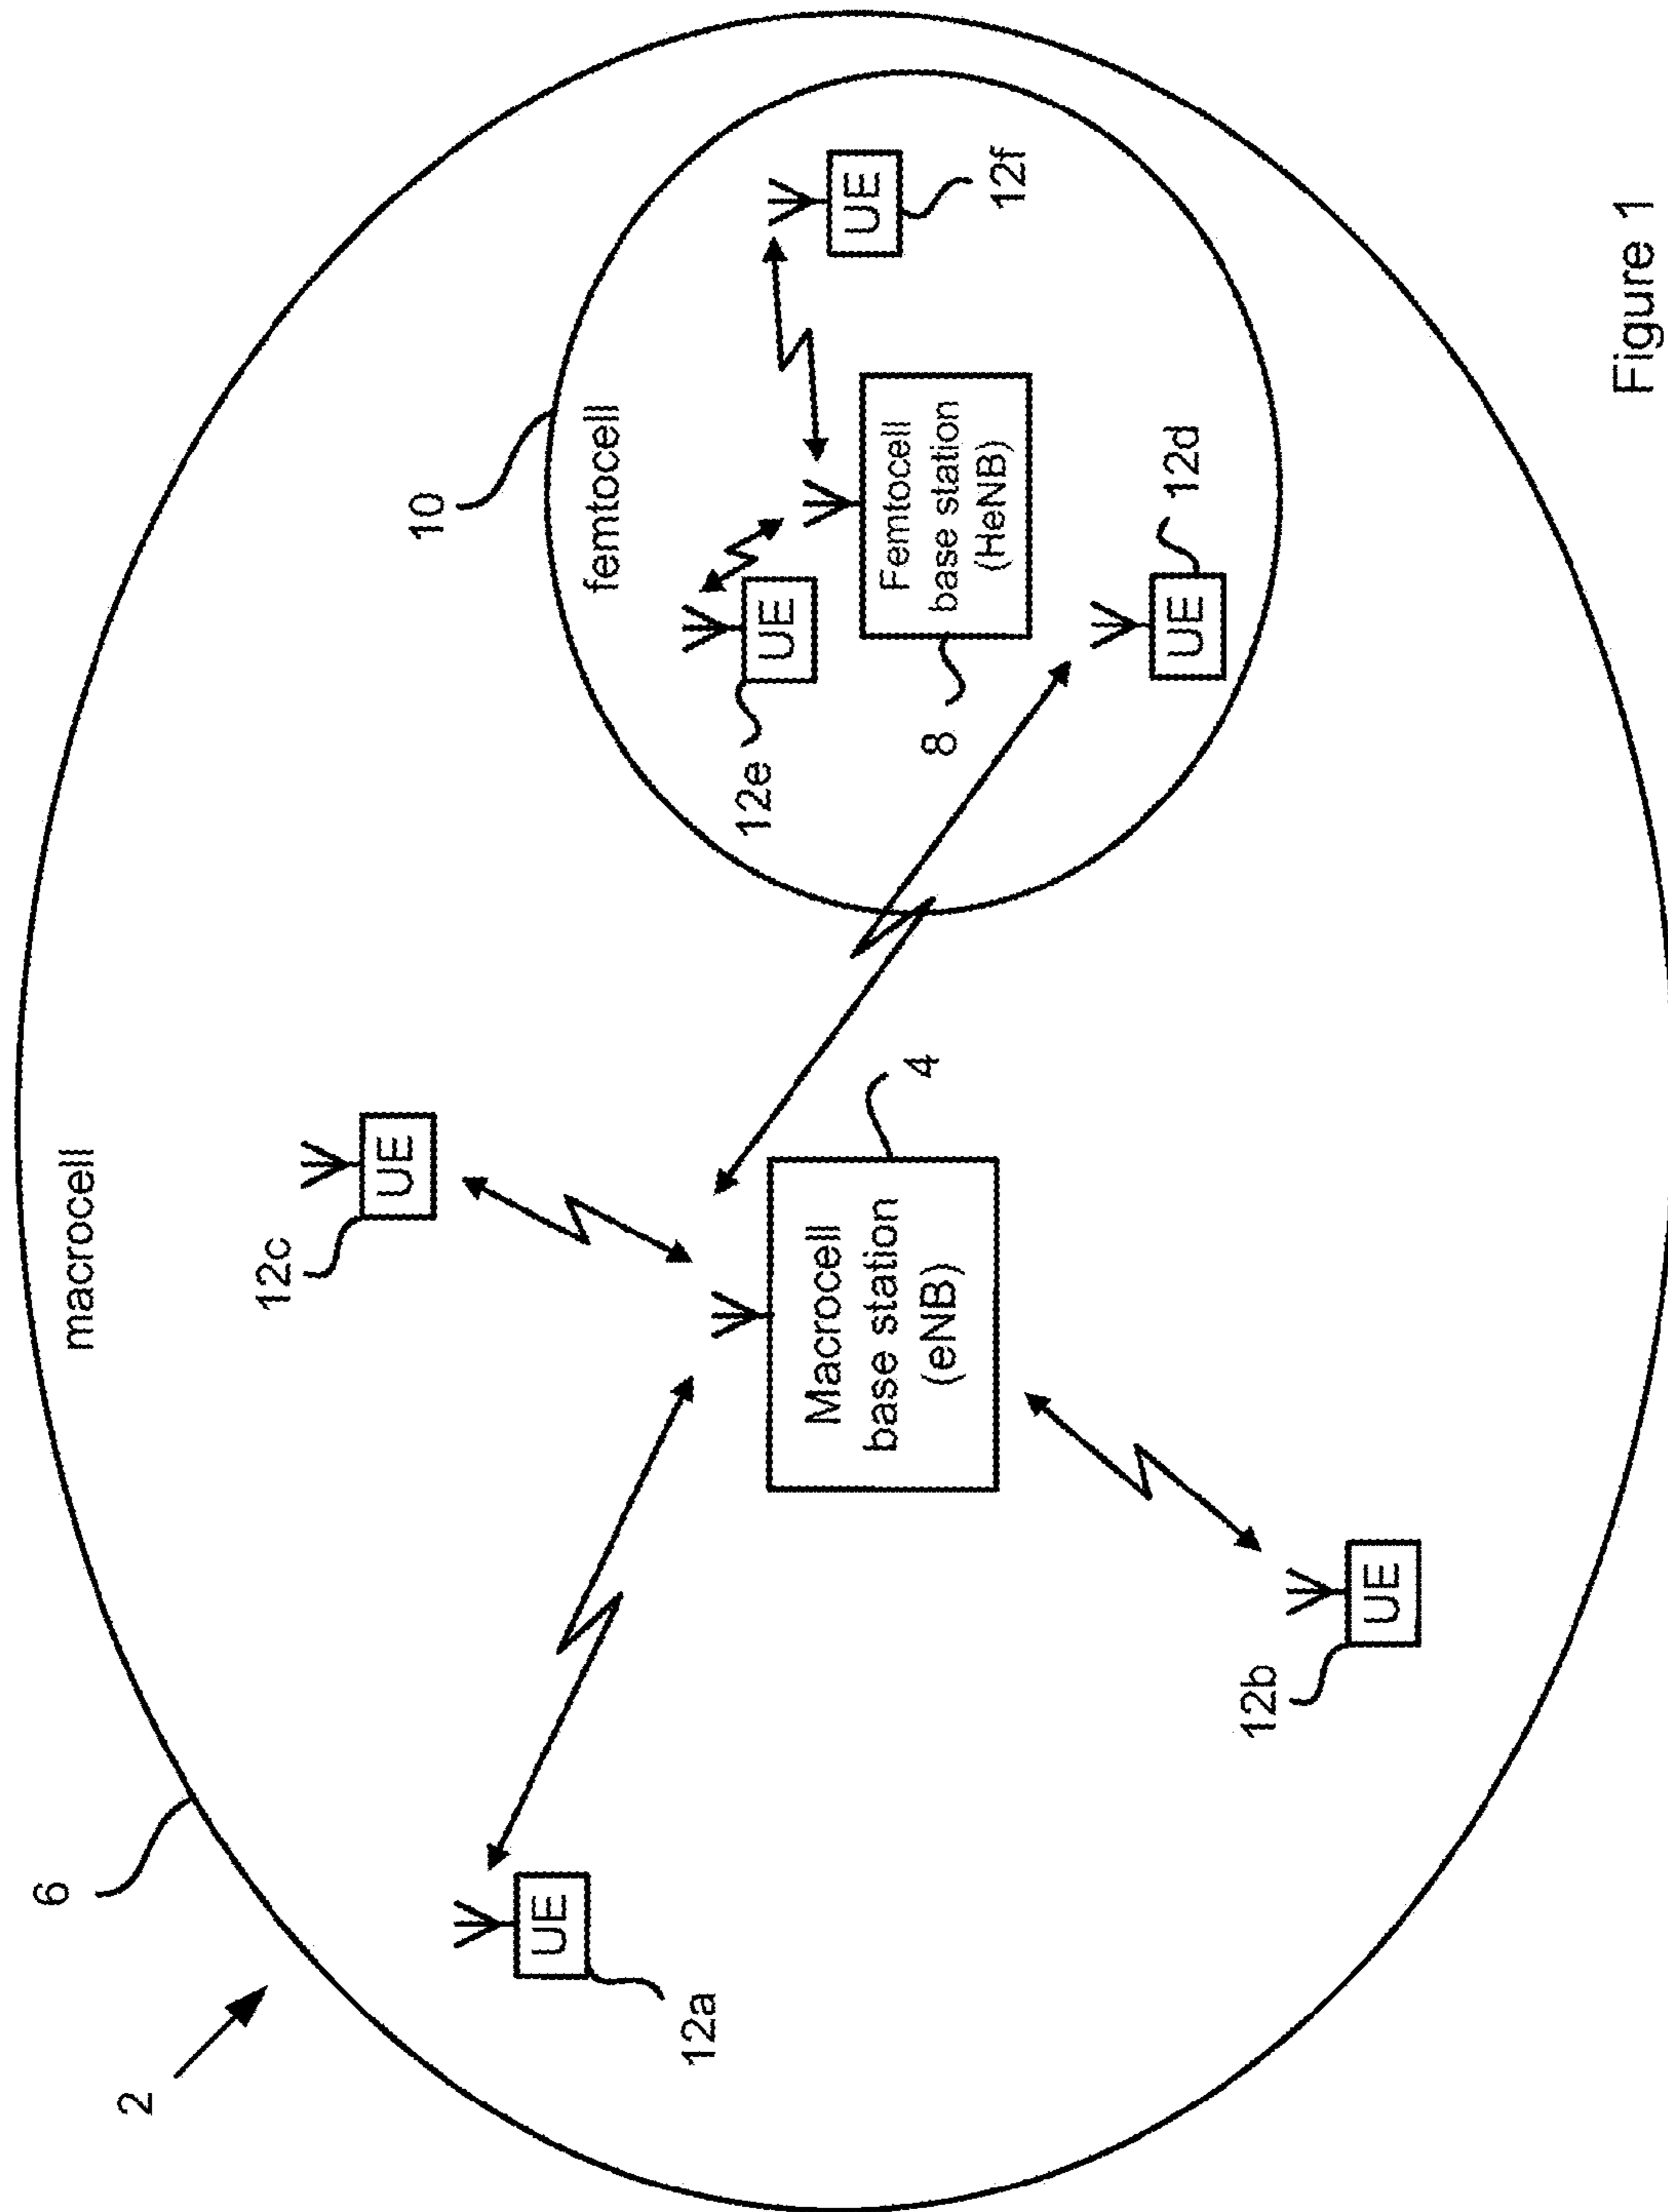 2
6
macrocell
10
femtocell
12c
UE
12e
UE
UE
12f
UE
12a
Macrocell
base station
(eNB)
4
8
Femtocell
base station
(HeNB)
UE
12d
12b
UE
Figure 1